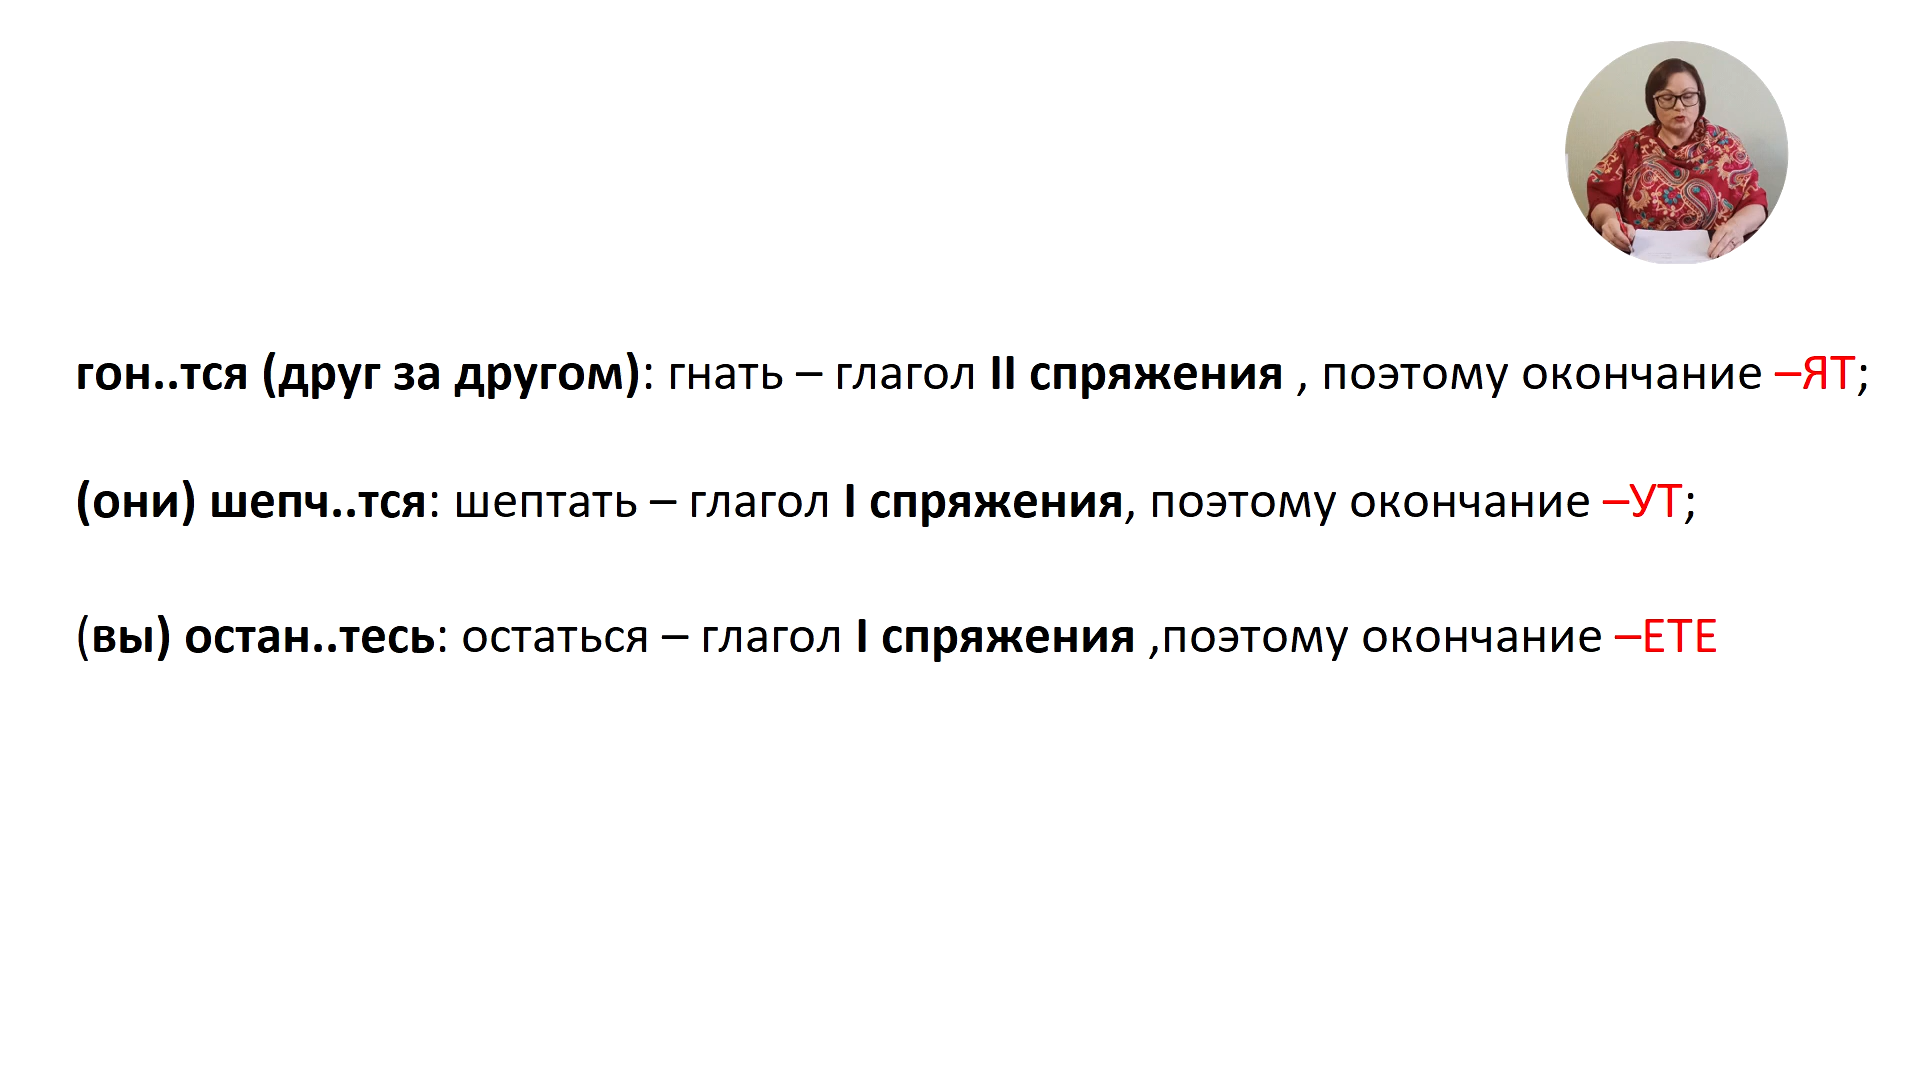 гон..тся (друг за другом): гнать – глагол II спряжения , поэтому окончание –ЯТ;
(они) шепч..тся: шептать – глагол I спряжения, поэтому окончание –УТ;
(вы) остан..тесь: остаться – глагол I спряжения ,поэтому окончание –ЕТЕ